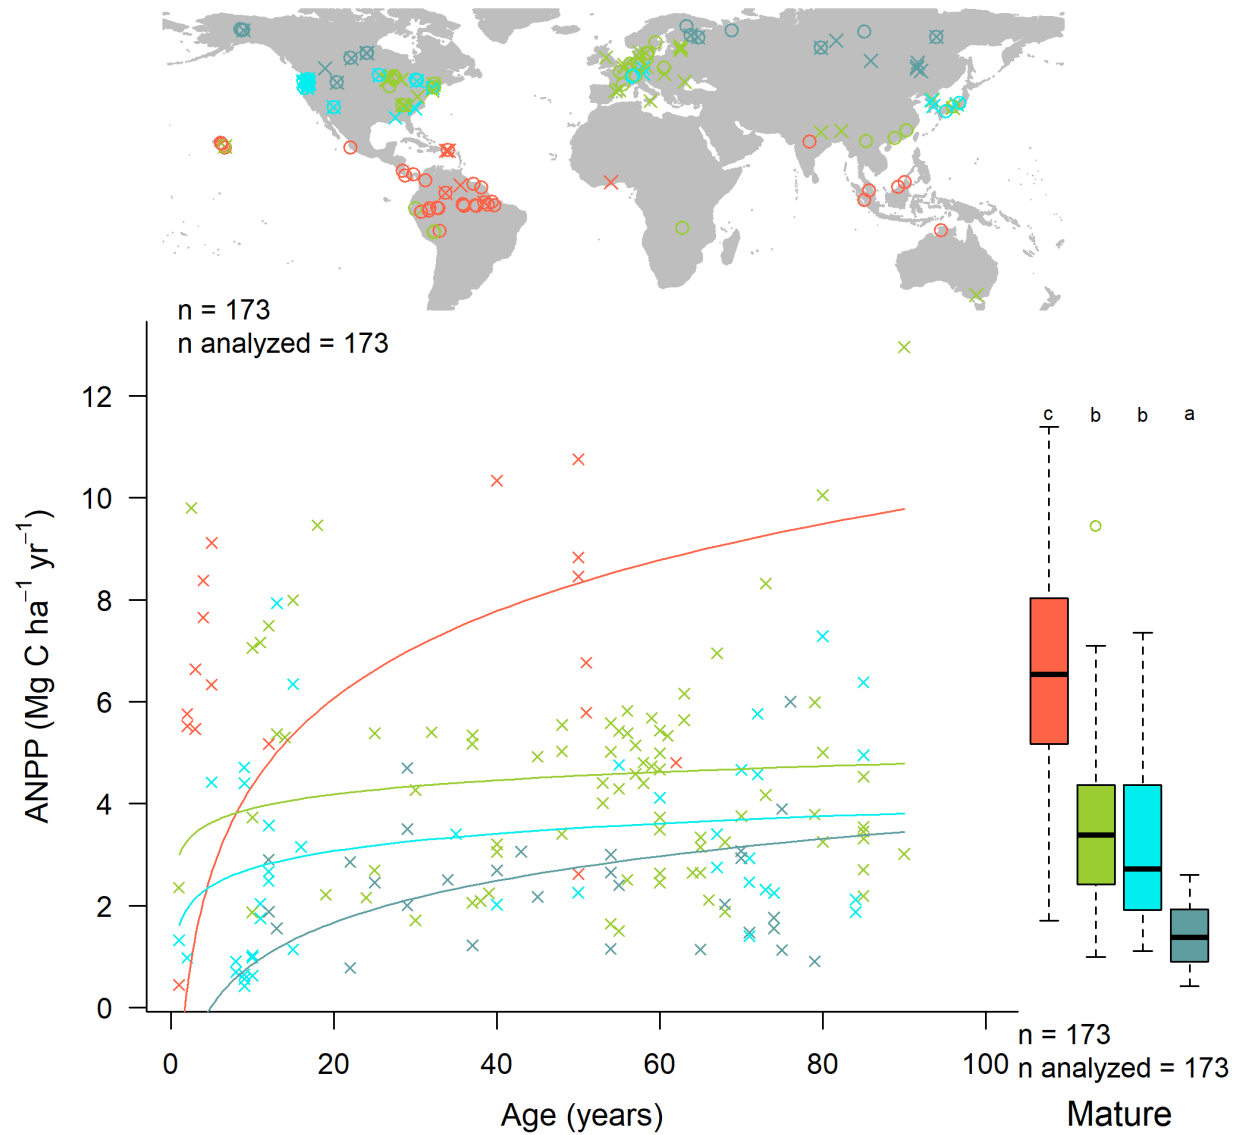 n = 173
n analyzed = 173
12
10
8
6
4
2
0
ANPP (Mg C ha⁻¹ yr⁻¹)
c b b a
0 20 40 60 80 100
Age (years)
n = 173
n analyzed = 173
Mature